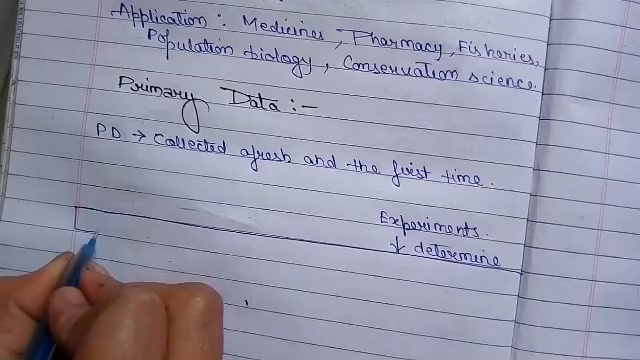 Application : Medicines, Pharmacy, Fisheries,
Population biology, Conservation science.
Primary Data :-
PD → Collected afresh and the first time.
Experiments.
↓ determine